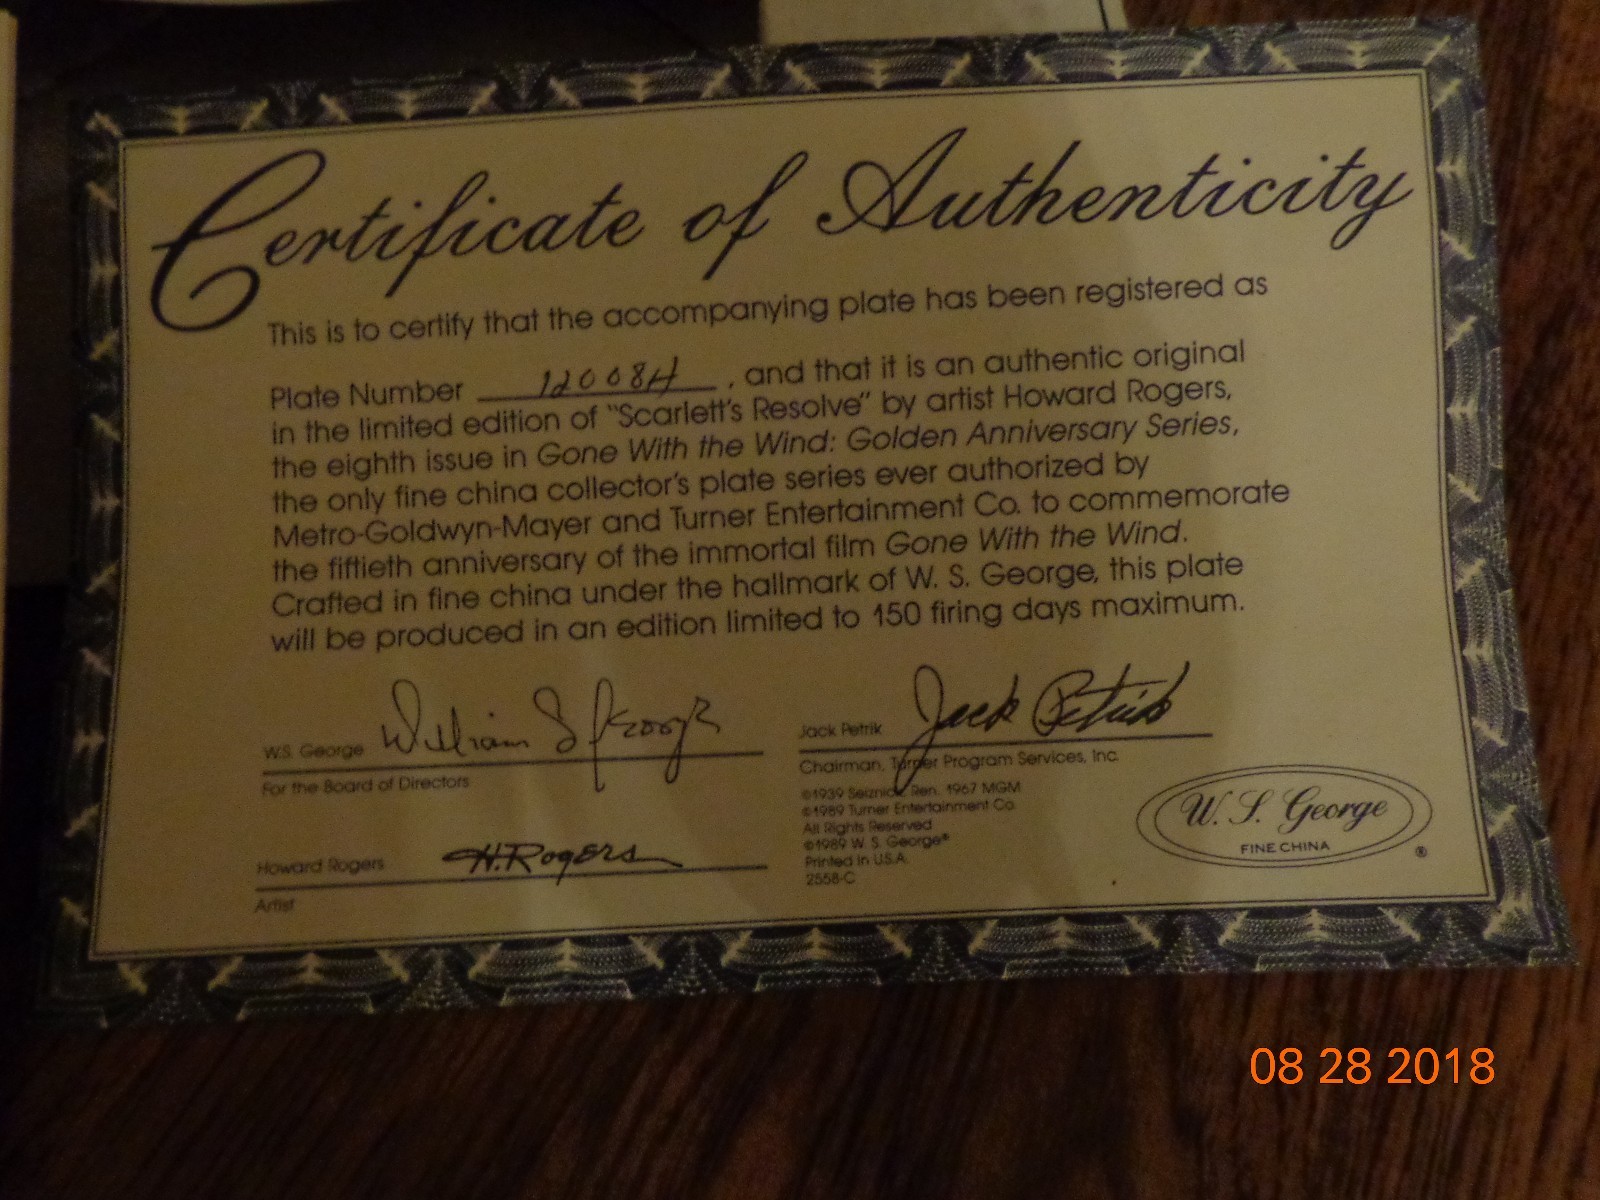 Certificate of Authenticity
This is to certify that the accompanying plate has been registered as
Plate Number 12008H, and that it is an authentic original
in the limited edition of "Scarlett's Resolve" by artist Howard Rogers,
the eighth issue in Gone With the Wind: Golden Anniversary Series,
the only fine china collector's plate series ever authorized by
Metro-Goldwyn-Mayer and Turner Entertainment Co. to commemorate
the fiftieth anniversary of the immortal film Gone With the Wind.
Crafted in fine china under the hallmark of W. S. George, this plate
will be produced in an edition limited to 150 firing days maximum.
W.S. George William S George
For the Board of Directors
Jack Petrik Jack Petrik
Chairman, Turner Program Services, Inc.
©1939 Selznick, Ren. 1967 MGM
©1989 Turner Entertainment Co.
All Rights Reserved
©1989 W. S. George®
Printed in U.S.A.
2558-C
Howard Rogers H. Rogers
Artist
W. S. George
FINE CHINA
®
08 28 2018